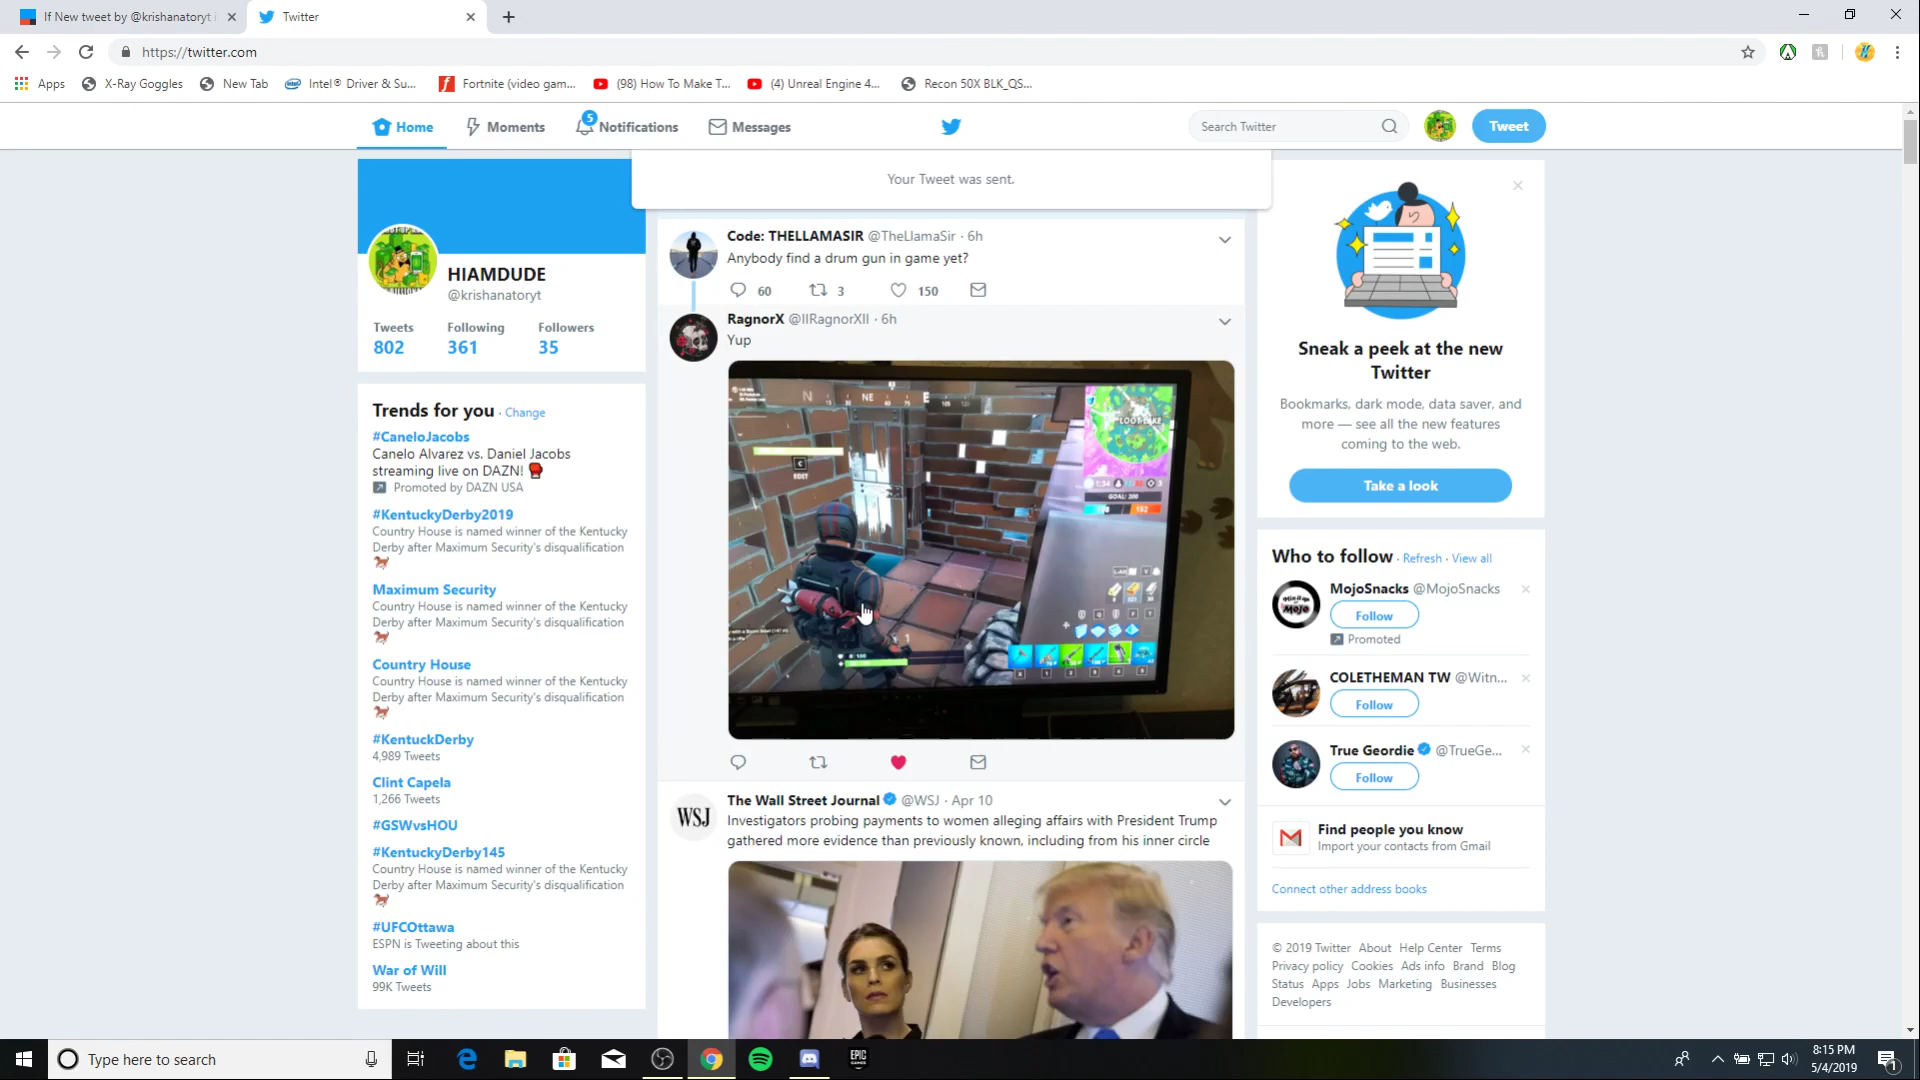 If New tweet by @krishanatoryt i
Twitter
https://twitter.com
Apps
X-Ray Goggles
New Tab
Intel® Driver & Su...
Fortnite (video gam...
(98) How To Make T...
(4) Unreal Engine 4...
Recon 50X BLK_QS...
Home
Moments
5
Notifications
Messages
Search Twitter
Tweet
Your Tweet was sent.
HIAMDUDE
@krishanatoryt
Tweets
Following
Followers
802
361
35
Trends for you · Change
#CaneloJacobs
Canelo Alvarez vs. Daniel Jacobs
streaming live on DAZN!
Promoted by DAZN USA
#KentuckyDerby2019
Country House is named winner of the Kentucky
Derby after Maximum Security's disqualification
Maximum Security
Country House is named winner of the Kentucky
Derby after Maximum Security's disqualification
Country House
Country House is named winner of the Kentucky
Derby after Maximum Security's disqualification
#KentuckDerby
4,989 Tweets
Clint Capela
1,266 Tweets
#GSWvsHOU
#KentuckyDerby145
Country House is named winner of the Kentucky
Derby after Maximum Security's disqualification
#UFCOttawa
ESPN is Tweeting about this
War of Will
99K Tweets
Code: THELLAMASIR @TheLlamaSir · 6h
Anybody find a drum gun in game yet?
60
3
150
RagnorX @IIRagnorXII · 6h
Yup
N
NE
E
LOOT LAKE
GOAL: 200
152
EDIT
WSJ
The Wall Street Journal @WSJ · Apr 10
Investigators probing payments to women alleging affairs with President Trump
gathered more evidence than previously known, including from his inner circle
Sneak a peek at the new
Twitter
Bookmarks, dark mode, data saver, and
more — see all the new features
coming to the web.
Take a look
Who to follow · Refresh · View all
MojoSnacks @MojoSnacks
Follow
Promoted
COLETHEMAN TW @Witn...
Follow
True Geordie @TrueGe...
Follow
Find people you know
Import your contacts from Gmail
Connect other address books
© 2019 Twitter About Help Center Terms
Privacy policy Cookies Ads info Brand Blog
Status Apps Jobs Marketing Businesses
Developers
Type here to search
EPIC
GAMES
8:15 PM
5/4/2019
1